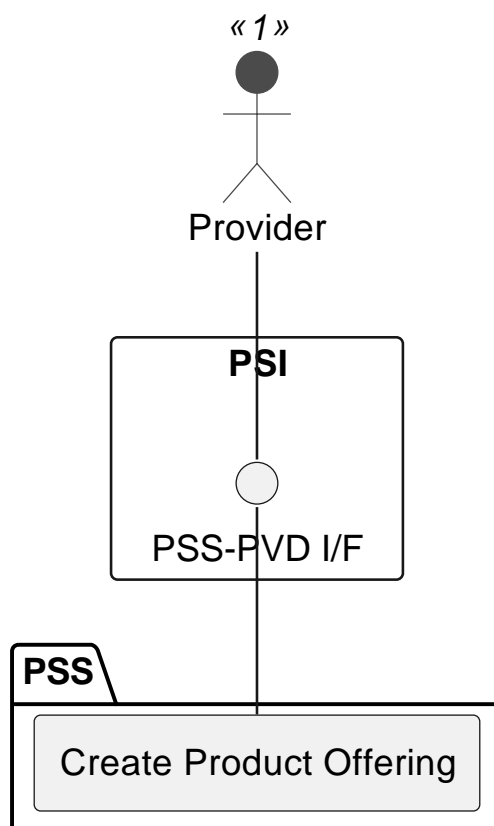 «1»
Provider
PSI
PSS-PVD I/F
PSS
Create Product Offering